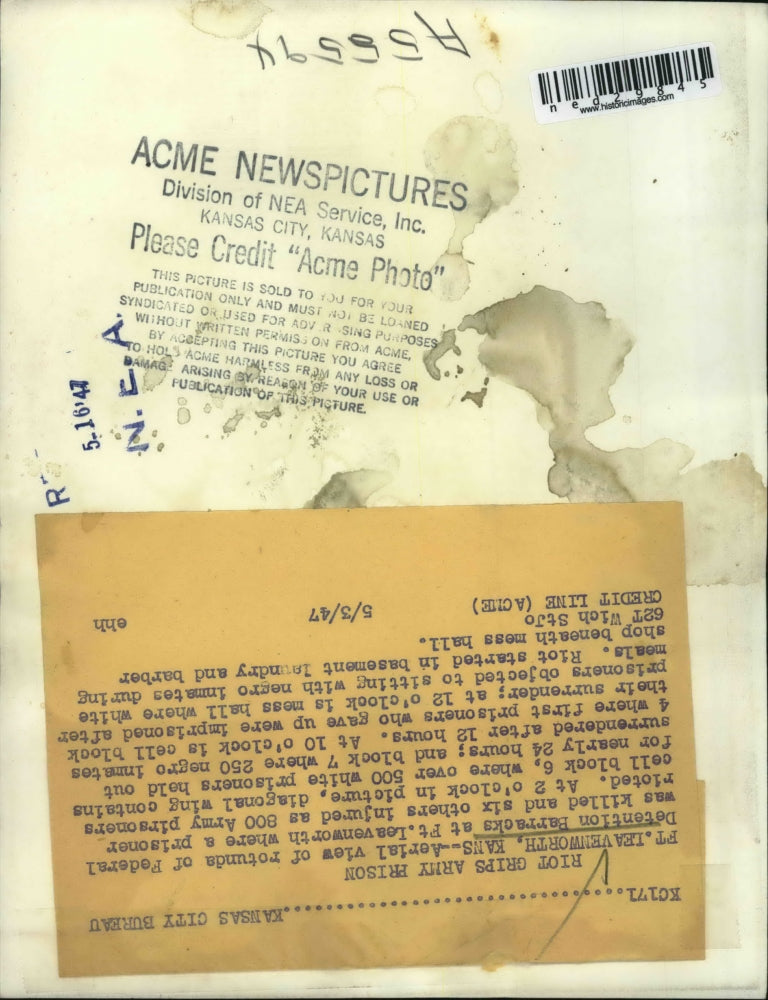 A56594
ned29845
www.historicimages.com
ACME NEWSPICTURES
Division of NEA Service, Inc.
KANSAS CITY, KANSAS
Please Credit "Acme Photo"
THIS PICTURE IS SOLD TO YOU FOR YOUR
PUBLICATION ONLY AND MUST NOT BE LOANED
SYNDICATED OR USED FOR ADV R SING PURPOSES
WITHOUT WRITTEN PERMISS ON FROM ACME,
BY ACCEPTING THIS PICTURE YOU AGREE
TO HOLD ACME HARMLESS FROM ANY LOSS OR
DAMAGE ARISING BY REASON OF YOUR USE OR
PUBLICATION OF THIS PICTURE.
N. E. A.
5-16'47
KC171...............................KANSAS CITY BUREAU
RIOT GRIPS ARMY PRISON
FT.LEAVENWORTH, KANS--Aerial view of rotunda of Federal
Detention Barracks at Ft.Leavenworth where a prisoner
was killed and six others injured as 800 Army pirsoners
rioted. At 2 o'clock in picture, diagonal wing contains
cell block 6, where over 500 white prisoners held out
for nearly 24 hours; and block 7 where 250 negro inmates
surrendered after 12 hours. At 10 o'clock is cell block
4 where first prisoners who gave up were imprisoned after
their surrender; at 12 o'clock is mess hall where white
prisoners objected to sitting with negro inmates during
meals. Riot started in basement laundry and barber
shop beneath mess hall.
62T Wich StJo
CREDIT LINE (ACME) 5/3/47 ehh